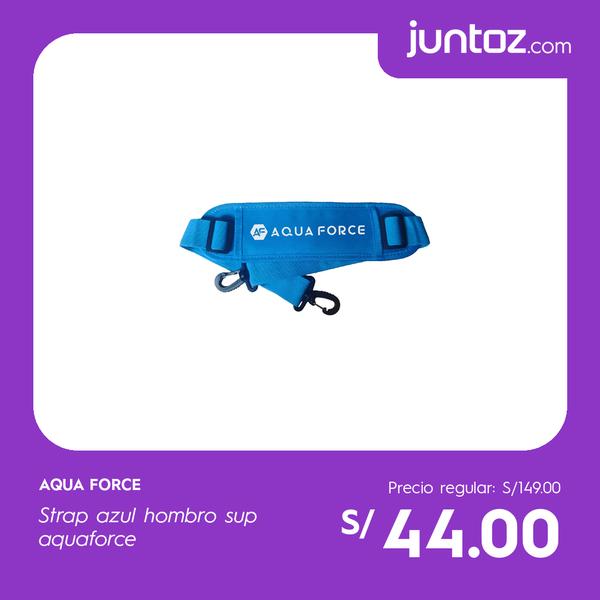 juntoz.com
AF AQUA FORCE
AQUA FORCE
Strap azul hombro sup
aquaforce
Precio regular: S/149.00
S/44.00